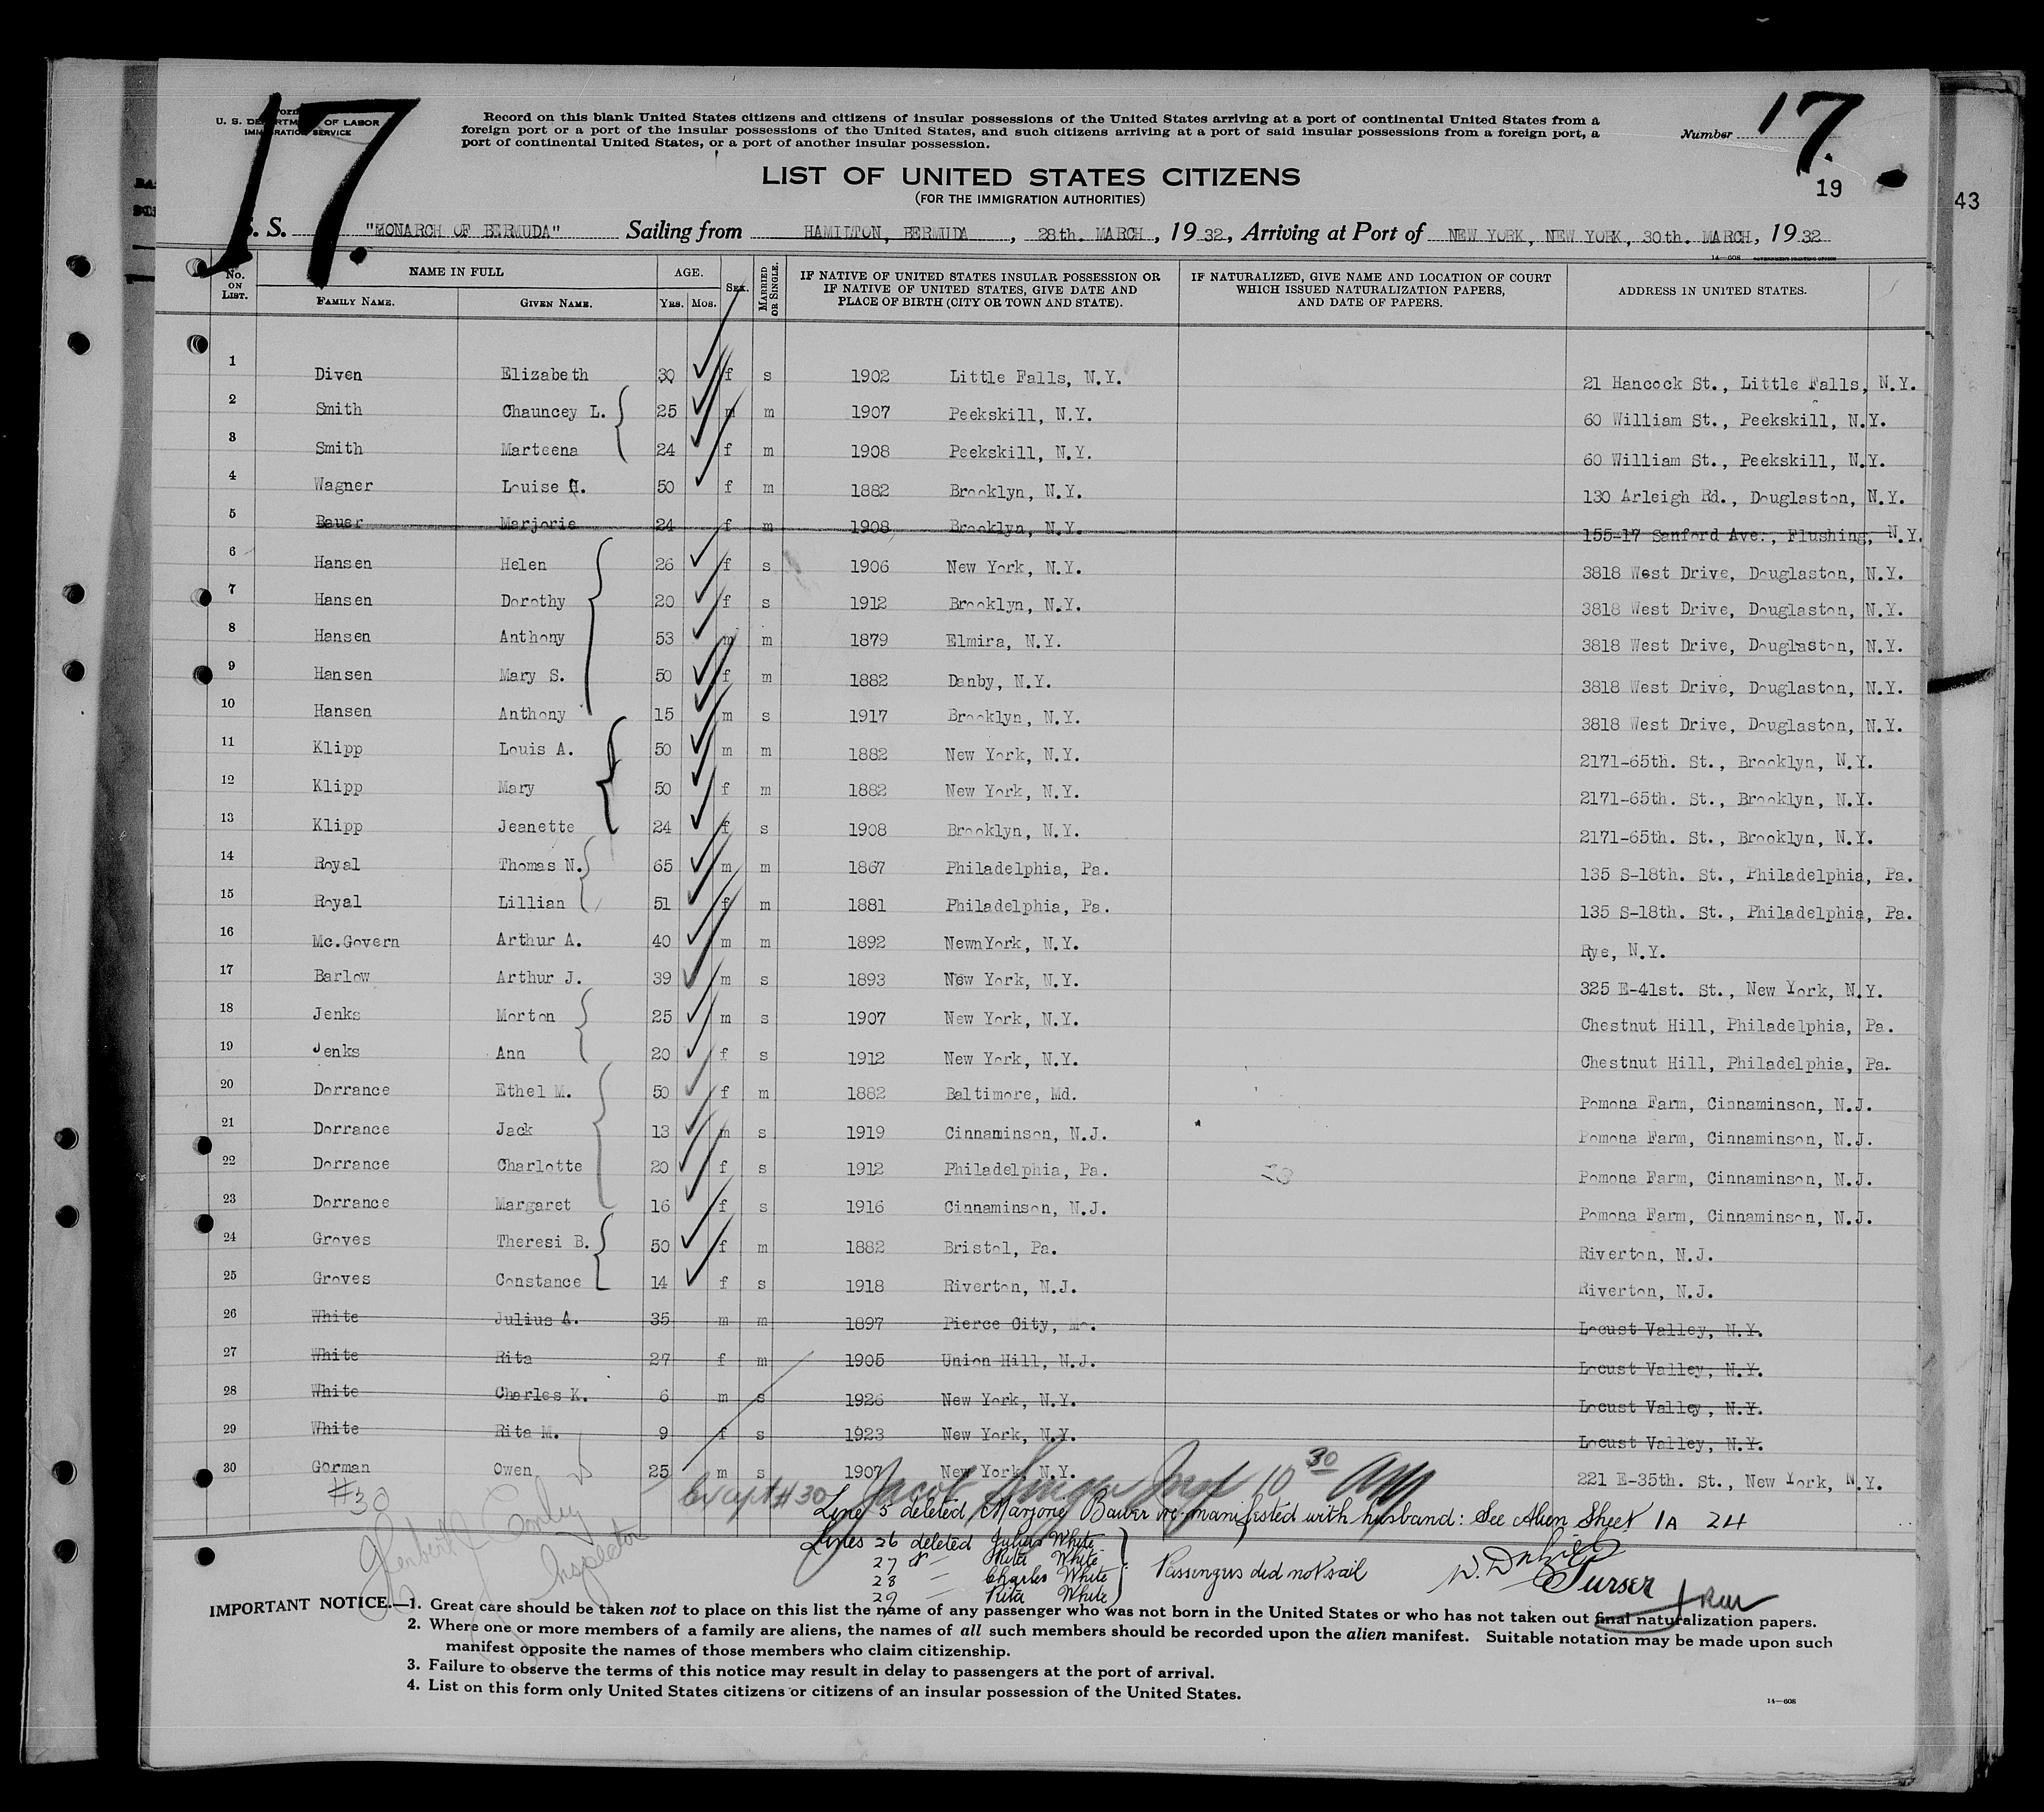 17.
U. S. DEPARTMENT OF LABOR
IMMIGRATION SERVICE
Record on this blank United States citizens and citizens of insular possessions of the United States arriving at a port of continental United States from a
foreign port or a port of the insular possessions of the United States, and such citizens arriving at a port of said insular possessions from a foreign port, a
port of continental United States, or a port of another insular possession.
Number 17.
19
43
LIST OF UNITED STATES CITIZENS
(FOR THE IMMIGRATION AUTHORITIES)
S. S. "MONARCH OF BERMUDA" Sailing from HAMILTON, BERMUDA, 28th. MARCH, 1932, Arriving at Port of NEW YORK, NEW YORK, 30th. MARCH, 1932
14—608 GOVERNMENT PRINTING OFFICE
No. ON LIST. NAME IN FULL FAMILY NAME. GIVEN NAME. AGE. YRS. MOS. SEX. MARRIED OR SINGLE. IF NATIVE OF UNITED STATES INSULAR POSSESSION OR IF NATIVE OF UNITED STATES, GIVE DATE AND PLACE OF BIRTH (CITY OR TOWN AND STATE). IF NATURALIZED, GIVE NAME AND LOCATION OF COURT WHICH ISSUED NATURALIZATION PAPERS, AND DATE OF PAPERS. ADDRESS IN UNITED STATES.
1 Diven Elizabeth 30 f s 1902 Little Falls, N.Y. 21 Hancock St., Little Falls, N.Y.
2 Smith Chauncey L. 25 m m 1907 Peekskill, N.Y. 60 William St., Peekskill, N.Y.
3 Smith Marteena 24 f m 1908 Peekskill, N.Y. 60 William St., Peekskill, N.Y.
4 Wagner Louise 50 f m 1882 Brooklyn, N.Y. 130 Arleigh Rd., Douglaston, N.Y.
5 Bauer Marjorie 24 f m 1908 Brooklyn, N.Y. 155-17 Sanford Ave., Flushing, N.Y.
6 Hansen Helen 26 f s 1906 New York, N.Y. 3818 West Drive, Douglaston, N.Y.
7 Hansen Dorothy 20 f s 1912 Brooklyn, N.Y. 3818 West Drive, Douglaston, N.Y.
8 Hansen Anthony 53 m m 1879 Elmira, N.Y. 3818 West Drive, Douglaston, N.Y.
9 Hansen Mary S. 50 f m 1882 Danby, N.Y. 3818 West Drive, Douglaston, N.Y.
10 Hansen Anthony 15 m s 1917 Brooklyn, N.Y. 3818 West Drive, Douglaston, N.Y.
11 Klipp Louis A. 50 m m 1882 New York, N.Y. 2171-65th. St., Brooklyn, N.Y.
12 Klipp Mary 50 f m 1882 New York, N.Y. 2171-65th. St., Brooklyn, N.Y.
13 Klipp Jeanette 24 f s 1908 Brooklyn, N.Y. 2171-65th. St., Brooklyn, N.Y.
14 Royal Thomas N. 65 m m 1867 Philadelphia, Pa. 135 S-18th. St., Philadelphia, Pa.
15 Royal Lillian 51 f m 1881 Philadelphia, Pa. 135 S-18th. St., Philadelphia, Pa.
16 Mc.Govern Arthur A. 40 m m 1892 NewnYork, N.Y. Rye, N.Y.
17 Barlow Arthur J. 39 m s 1893 New York, N.Y. 325 E-41st. St., New York, N.Y.
18 Jenks Morton 25 m s 1907 New York, N.Y. Chestnut Hill, Philadelphia, Pa.
19 Jenks Ann 20 f s 1912 New York, N.Y. Chestnut Hill, Philadelphia, Pa.
20 Dorrance Ethel M. 50 f m 1882 Baltimore, Md. Pomona Farm, Cinnaminson, N.J.
21 Dorrance Jack 13 m s 1919 Cinnaminson, N.J. Pomona Farm, Cinnaminson, N.J.
22 Dorrance Charlotte 20 f s 1912 Philadelphia, Pa. Pomona Farm, Cinnaminson, N.J.
23 Dorrance Margaret 16 f s 1916 Cinnaminson, N.J. Pomona Farm, Cinnaminson, N.J.
24 Groves Theresi B. 50 f m 1882 Bristol, Pa. Riverton, N.J.
25 Groves Constance 14 f s 1918 Riverton, N.J. Riverton, N.J.
26 White Julius A. 35 m m 1897 Pierce City, Mo. Locust Valley, N.Y.
27 White Rita 27 f m 1905 Union Hill, N.J. Locust Valley, N.Y.
28 White Charles K. 6 m s 1926 New York, N.Y. Locust Valley, N.Y.
29 White Rita M. 9 f s 1923 New York, N.Y. Locust Valley, N.Y.
30 Gorman Owen 25 m s 1907 New York, N.Y. 221 E-35th. St., New York, N.Y.
#30 Except #30 Jacob 10 30
Line 5 deleted, Marjorie Bauer re-manifested with husband: See Alien Sheet 1A 24
Lines 26 deleted Julius White
27 Rita White
28 — Charles White
29 — Rita White
Passengers did not sail
Purser
Herbert Conley
Inspector
IMPORTANT NOTICE.—1. Great care should be taken not to place on this list the name of any passenger who was not born in the United States or who has not taken out final naturalization papers.
2. Where one or more members of a family are aliens, the names of all such members should be recorded upon the alien manifest. Suitable notation may be made upon such
manifest opposite the names of those members who claim citizenship.
3. Failure to observe the terms of this notice may result in delay to passengers at the port of arrival.
4. List on this form only United States citizens or citizens of an insular possession of the United States.
14—608